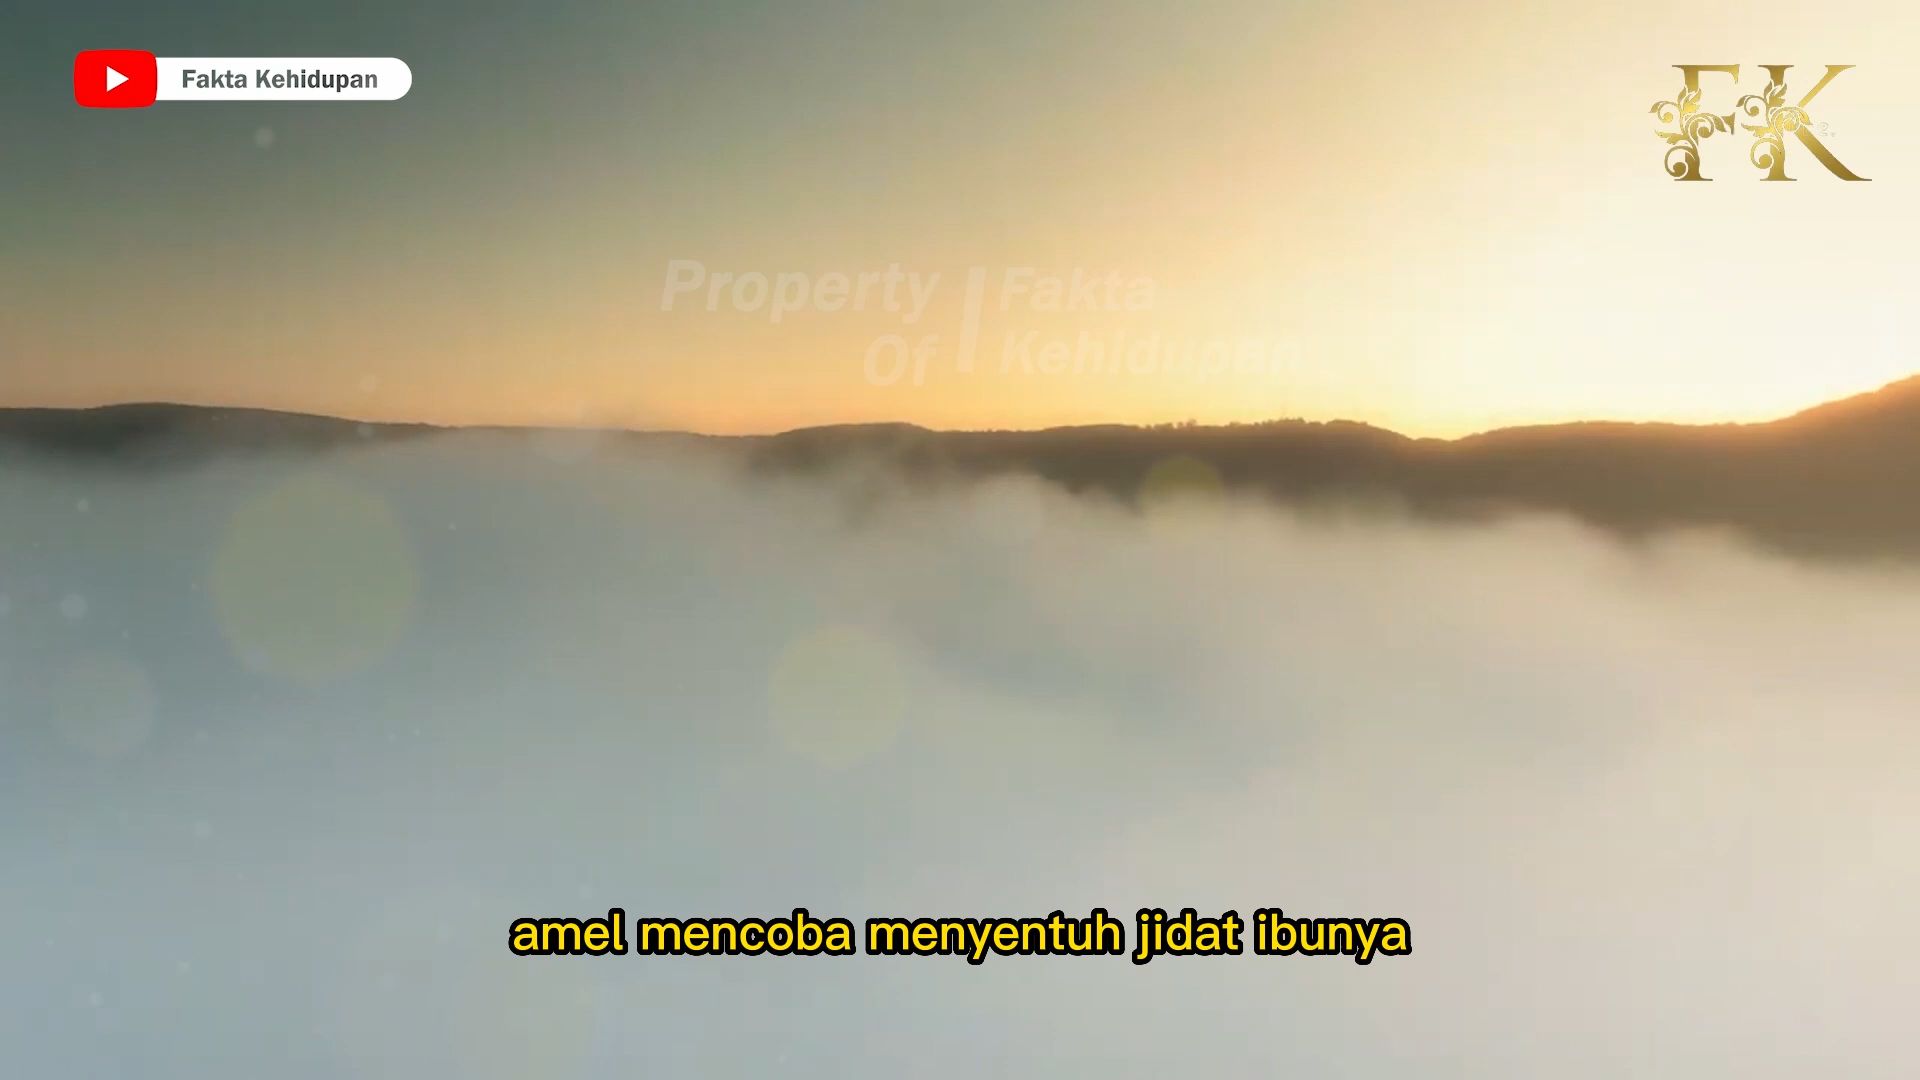 Fakta Kehidupan
FK
Property Of
Fakta Kehidupan
amel mencoba menyentuh jidat ibunya